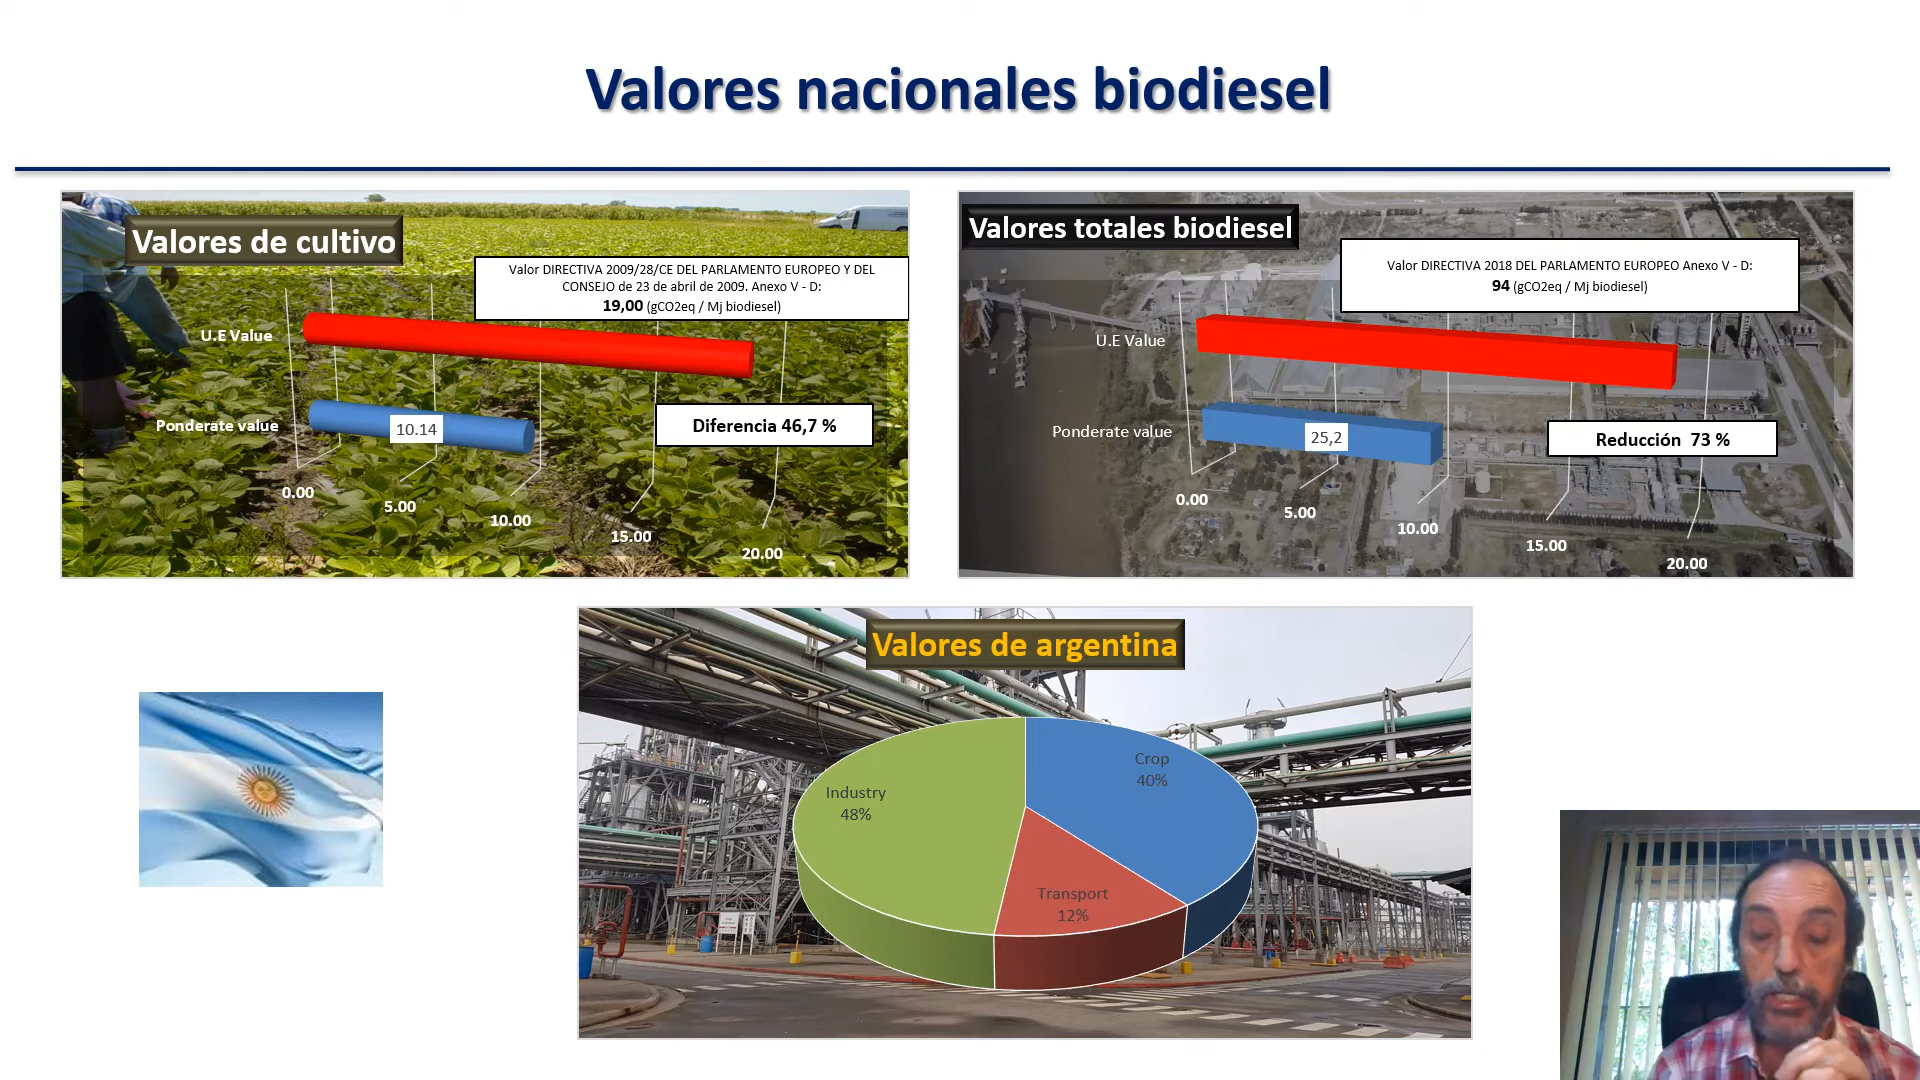 Valores nacionales biodiesel
Valores de cultivo
Valor DIRECTIVA 2009/28/CE DEL PARLAMENTO EUROPEO Y DEL
CONSEJO de 23 de abril de 2009. Anexo V - D:
19,00 (gCO2eq / Mj biodiesel)
U.E Value
Ponderate value
10.14
Diferencia 46,7 %
0.00
5.00
10.00
15.00
20.00
Valores totales biodiesel
Valor DIRECTIVA 2018 DEL PARLAMENTO EUROPEO Anexo V - D:
94 (gCO2eq / Mj biodiesel)
U.E Value
Ponderate value
25,2
Reducción 73 %
0.00
5.00
10.00
15.00
20.00
Valores de argentina
Crop
40%
Industry
48%
Transport
12%